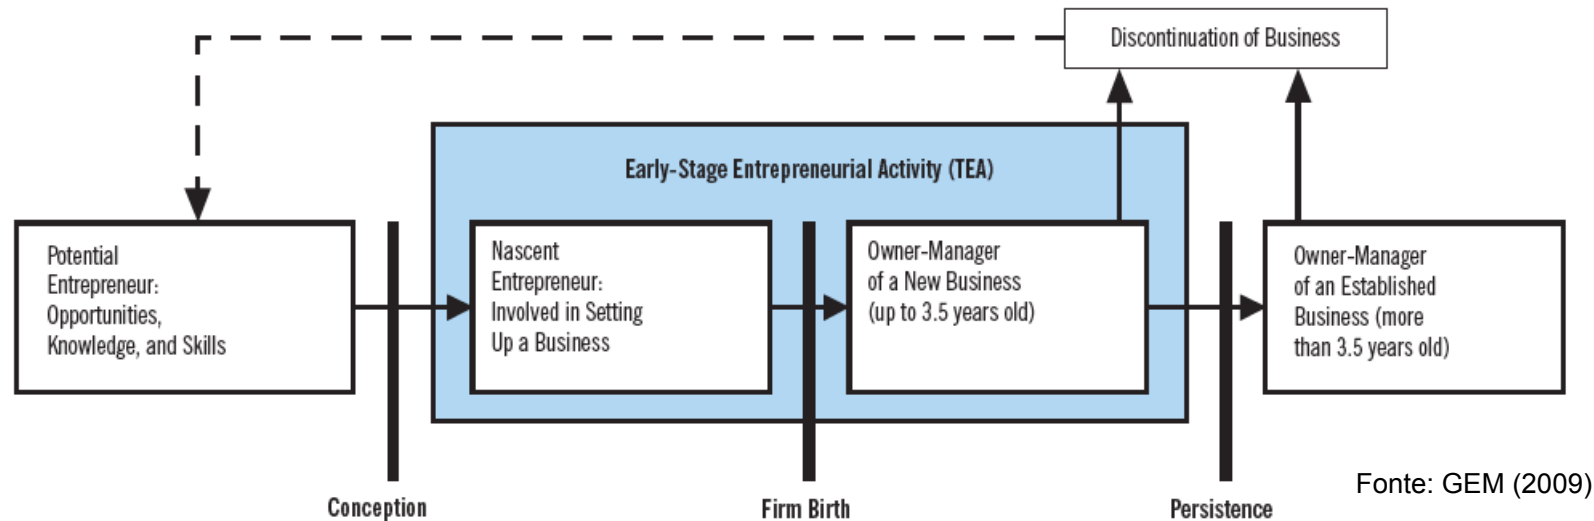 Discontinuation of Business
Early-Stage Entrepreneurial Activity (TEA)
Potential
Entrepreneur:
Opportunities,
Knowledge, and Skills
Nascent
Entrepreneur:
Involved in Setting
Up a Business
Owner-Manager
of a New Business
(up to 3.5 years old)
Owner-Manager
of an Established
Business (more
than 3.5 years old)
Conception
Firm Birth
Persistence
Fonte: GEM (2009)